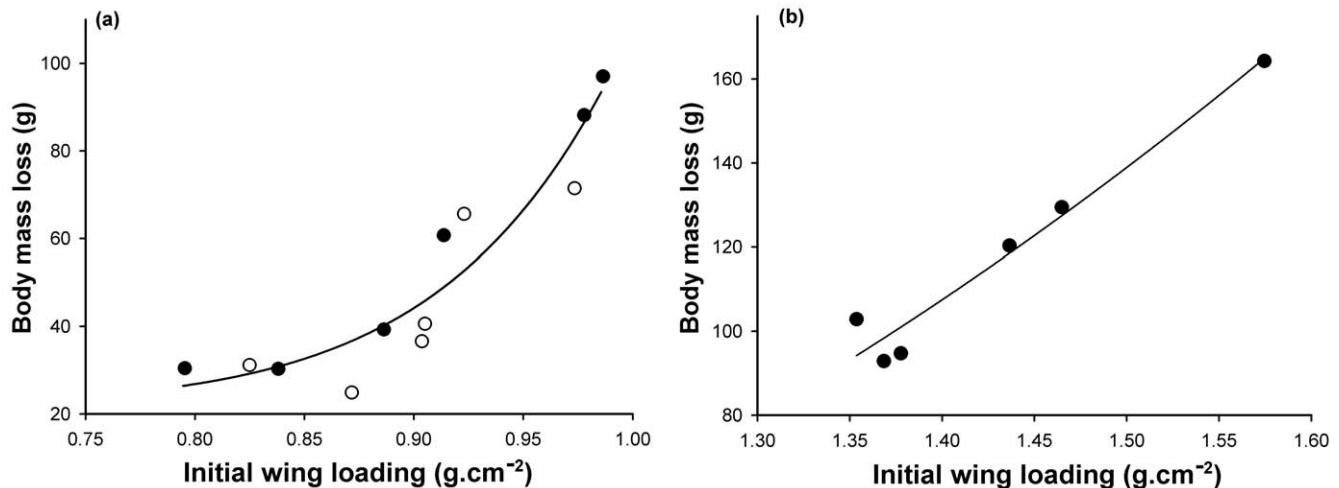 (a)
Body mass loss (g)
100
80
60
40
20
0.75 0.80 0.85 0.90 0.95 1.00
Initial wing loading (g.cm⁻²)
(b)
Body mass loss (g)
160
140
120
100
80
1.30 1.35 1.40 1.45 1.50 1.55 1.60
Initial wing loading (g.cm⁻²)